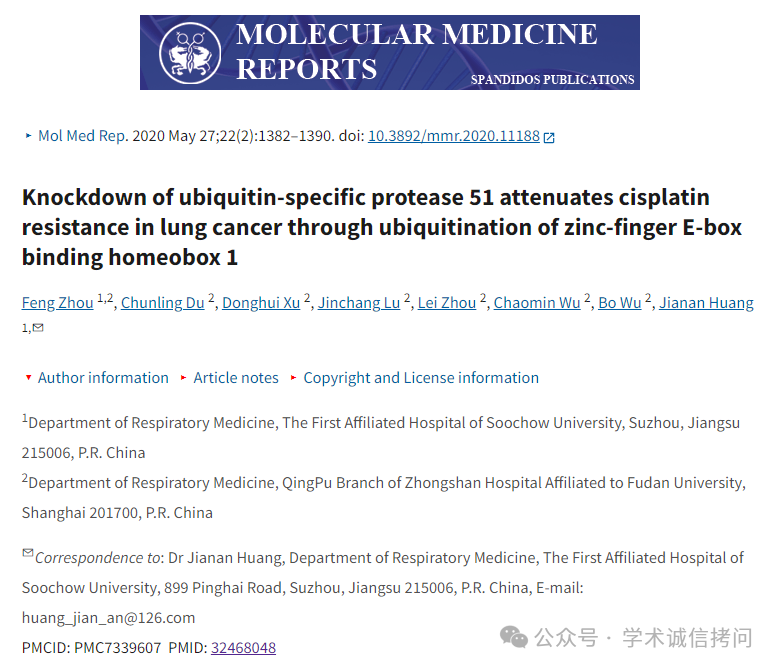 MOLECULAR MEDICINE
REPORTS
SPANDIDOS PUBLICATIONS
Mol Med Rep. 2020 May 27;22(2):1382–1390. doi: 10.3892/mmr.2020.11188
Knockdown of ubiquitin-specific protease 51 attenuates cisplatin
resistance in lung cancer through ubiquitination of zinc-finger E-box
binding homeobox 1
Feng Zhou 1,2, Chunling Du 2, Donghui Xu 2, Jinchang Lu 2, Lei Zhou 2, Chaomin Wu 2, Bo Wu 2, Jianan Huang
1,✉
Author information Article notes Copyright and License information
1Department of Respiratory Medicine, The First Affiliated Hospital of Soochow University, Suzhou, Jiangsu
215006, P.R. China
2Department of Respiratory Medicine, QingPu Branch of Zhongshan Hospital Affiliated to Fudan University,
Shanghai 201700, P.R. China
✉Correspondence to: Dr Jianan Huang, Department of Respiratory Medicine, The First Affiliated Hospital of
Soochow University, 899 Pinghai Road, Suzhou, Jiangsu 215006, P.R. China, E-mail:
huang_jian_an@126.com
PMCID: PMC7339607 PMID: 32468048
公众号 · 学术诚信拷问